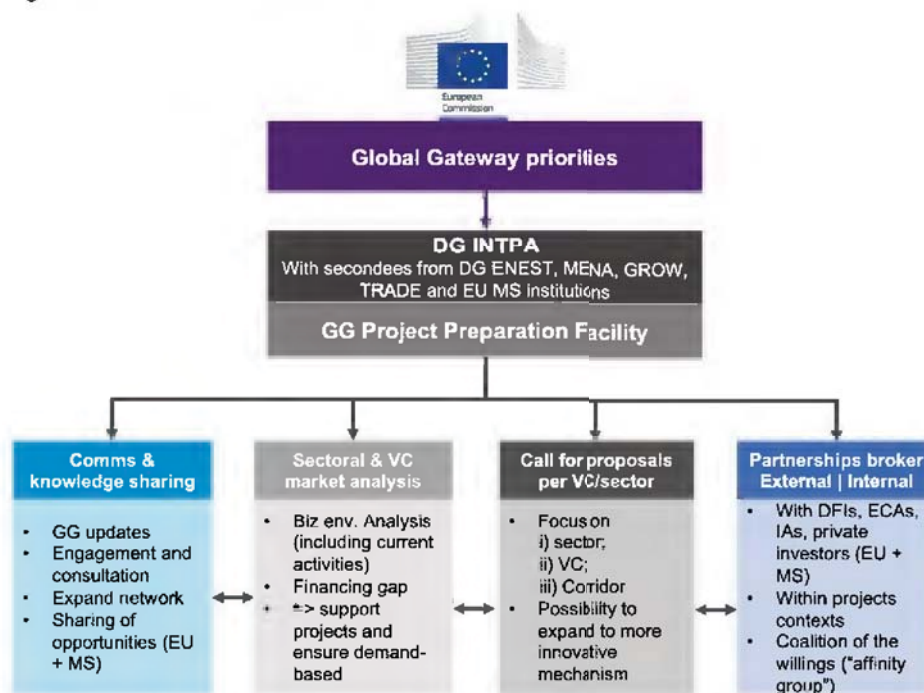 European
Commission
Global Gateway priorities
DG INTPA
With secondees from DG ENEST, MENA, GROW,
TRADE and EU MS institutions
GG Project Preparation Facility
Comms &
knowledge sharing
• GG updates
• Engagement and
consultation
• Expand network
• Sharing of
opportunities (EU
+ MS)
Sectoral & VC
market analysis
• Biz env. Analysis
(including current
activities)
• Financing gap
• => support
projects and
ensure demand-
based
Call for proposals
per VC/sector
• Focus on
i) sector;
ii) VC;
iii) Corridor
• Possibility to
expand to more
innovative
mechanism
Partnerships broker
External | Internal
• With DFIs, ECAs,
IAs, private
investors (EU +
MS)
• Within projects
contexts
• Coalition of the
willings ("affinity
group")